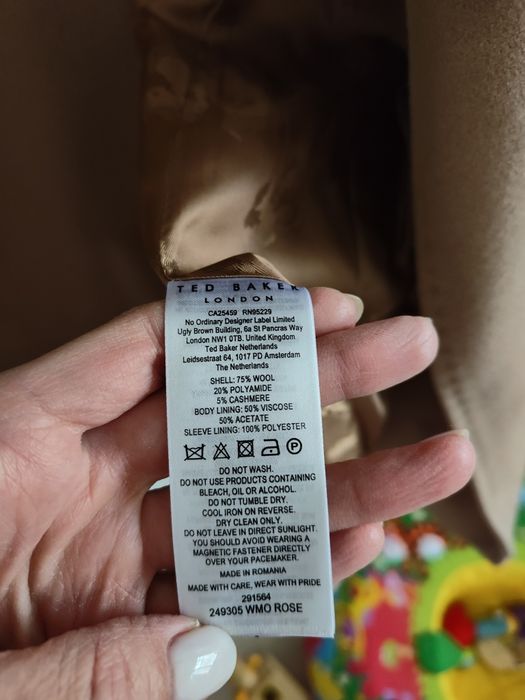 TED BAKER
LONDON
CA25459 RN95229
No Ordinary Designer Label Limited
Ugly Brown Building, 6a St Pancras Way
London NW1 0TB. United Kingdom
Ted Baker Netherlands
Leidsestraat 64, 1017 PD Amsterdam
The Netherlands
SHELL: 75% WOOL
20% POLYAMIDE
5% CASHMERE
BODY LINING: 50% VISCOSE
50% ACETATE
SLEEVE LINING: 100% POLYESTER
P
DO NOT WASH.
DO NOT USE PRODUCTS CONTAINING
BLEACH, OIL OR ALCOHOL.
DO NOT TUMBLE DRY.
COOL IRON ON REVERSE.
DRY CLEAN ONLY.
DO NOT LEAVE IN DIRECT SUNLIGHT.
YOU SHOULD AVOID WEARING A
MAGNETIC FASTENER DIRECTLY
OVER YOUR PACEMAKER.
MADE IN ROMANIA
MADE WITH CARE, WEAR WITH PRIDE
291564
249305 WMO ROSE